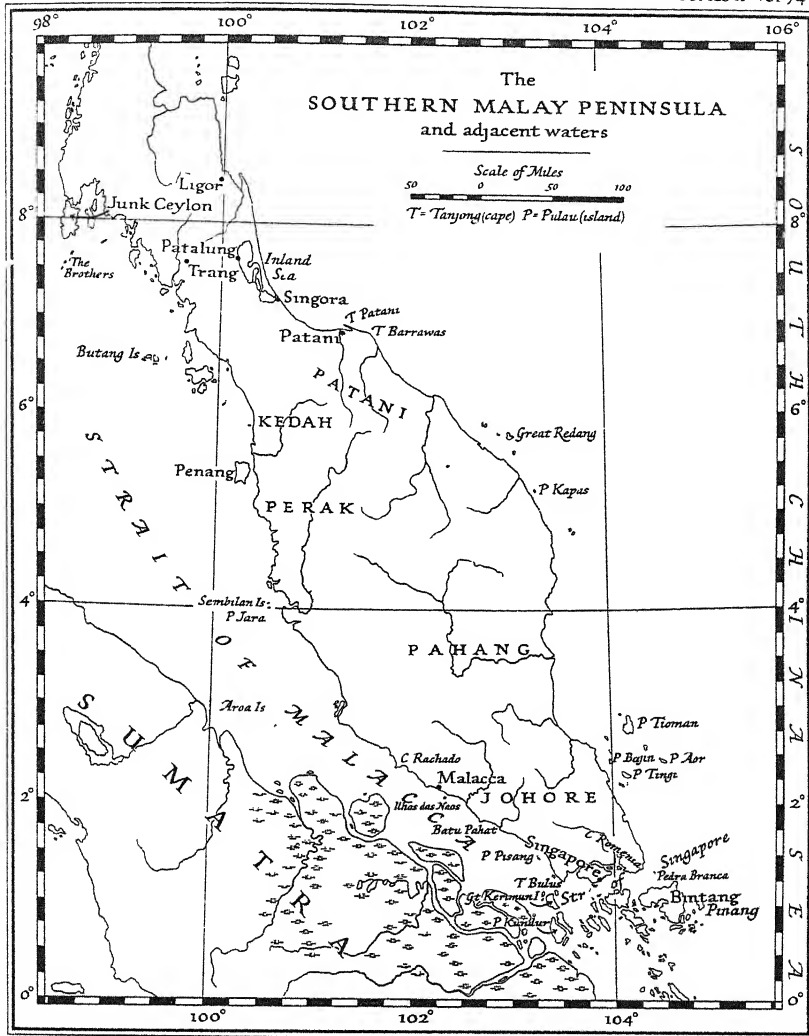 98°
100°
102°
104°
106°
The
SOUTHERN MALAY PENINSULA
and adjacent waters
Scale of Miles
50 0 50 100
T = Tanjong (cape) P = Pulau (island)
Ligor
Junk Ceylon
8°
8°
Patalung
Inland
Sea
The
Brothers
Trang
Singora
T Patani
Patani
T Barrawas
Butang Is
PATANI
6°
6°
KEDAH
Great Redang
Penang
P Kapas
PERAK
STRAIT OF MALACCA
4°
4°
Sembilan Is
P Jara
PAHANG
SUMATRA
Aroa Is
P Tioman
C Rachado
P Aor
P Tingi
Malacca
JOHORE
2°
2°
Ilhas das Naos
Batu Pahat
P Pisang
Singapore
Str
C Romenia
Singapore
Pedra Branca
T Bulus
Gt Kerimun I
Bintang
Pinang
P Kundur
SOUTH CHINA SEA
0°
0°
100°
102°
104°